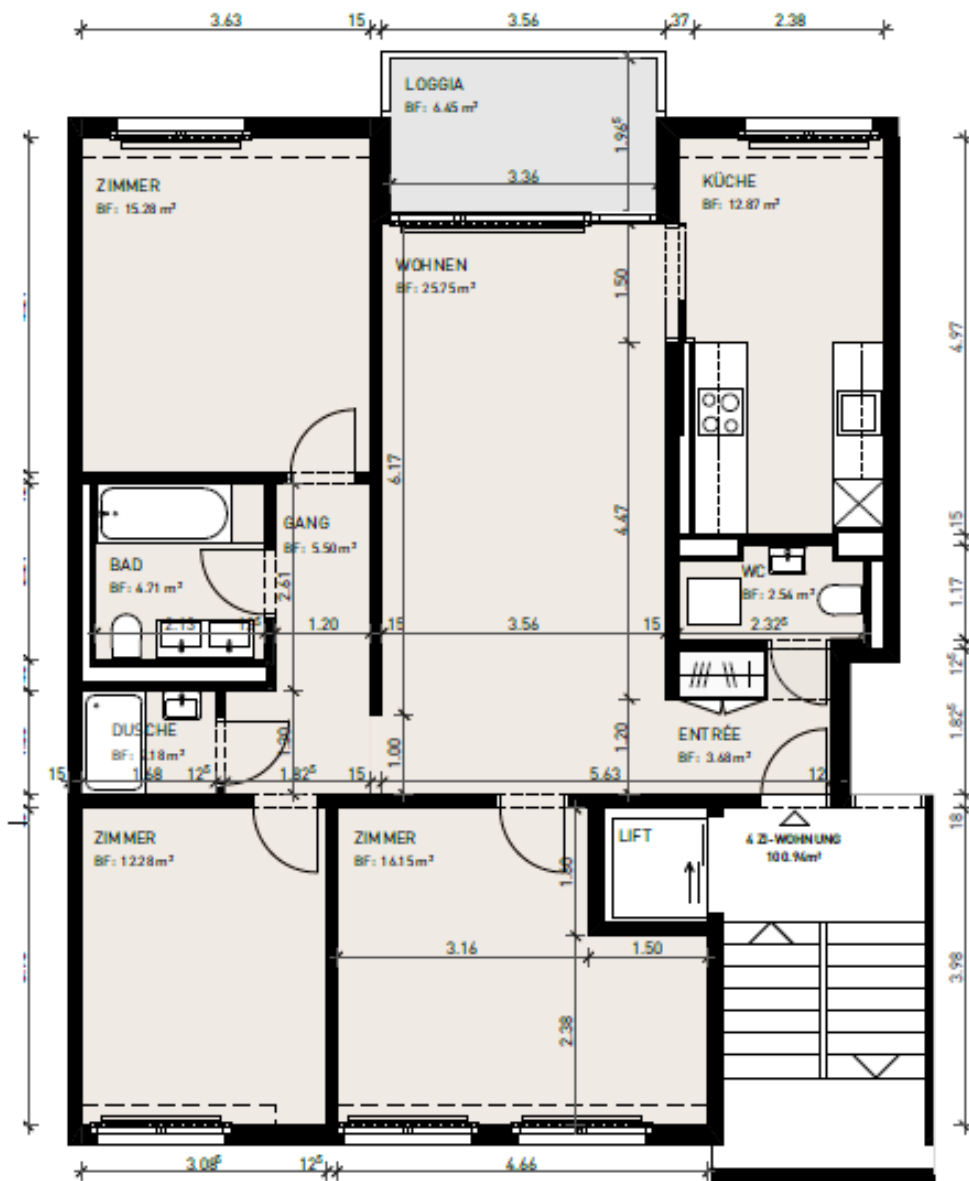 3.63 15 3.56 37 2.38
LOGGIA
BF: 6.45 m²
1.96⁵
3.36
ZIMMER
BF: 15.28 m²
KÜCHE
BF: 12.87 m²
WOHNEN
BF: 25.75 m²
1.50
4.97
6.17
4.47
GANG
BF: 5.50 m²
BAD
BF: 4.71 m²
2.61
15
WC
BF: 2.54 m²
1.17
2.13 12⁵ 1.20 15 3.56 15 2.32⁵
12⁵
DUSCHE
1.82⁵
1.00
1.20
ENTRÉE
BF: 3.68 m²
15 1.68 12⁵ 1.82⁵ 15 5.63 12
18
ZIMMER
BF: 12.28 m²
ZIMMER
BF: 16.15 m²
LIFT
4 ZI-WOHNUNG
100.94m²
3.16 1.50
2.38
3.98
3.08⁵ 12⁵ 4.66